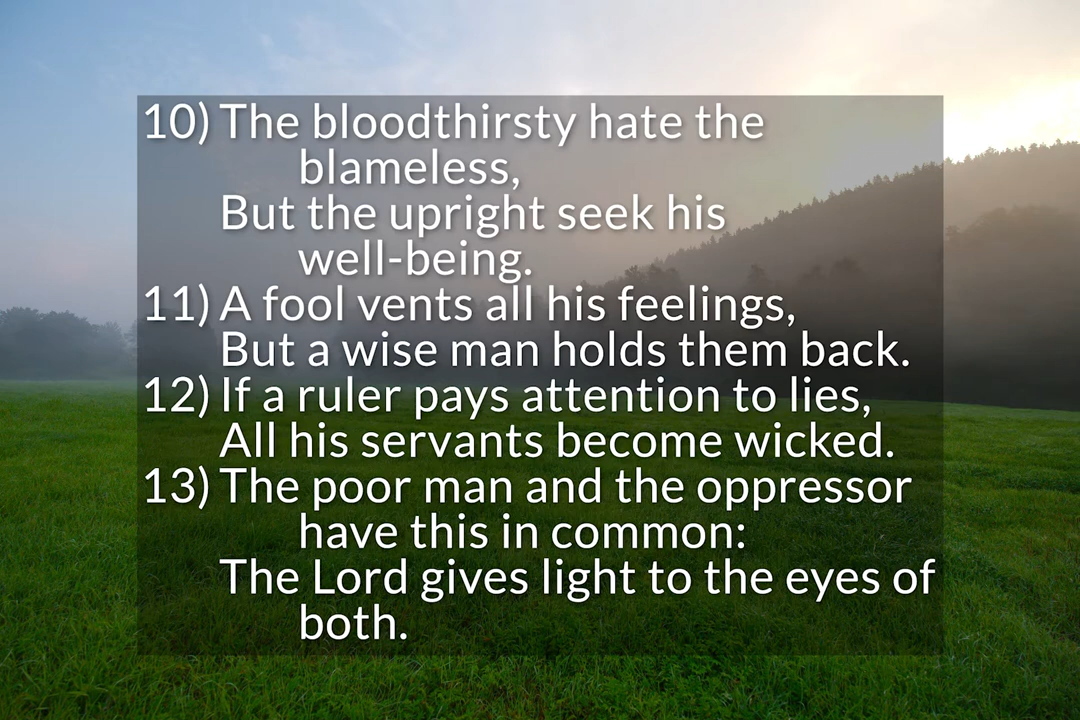 10) The bloodthirsty hate the
blameless,
But the upright seek his
well-being.
11) A fool vents all his feelings,
But a wise man holds them back.
12) If a ruler pays attention to lies,
All his servants become wicked.
13) The poor man and the oppressor
have this in common:
The Lord gives light to the eyes of
both.